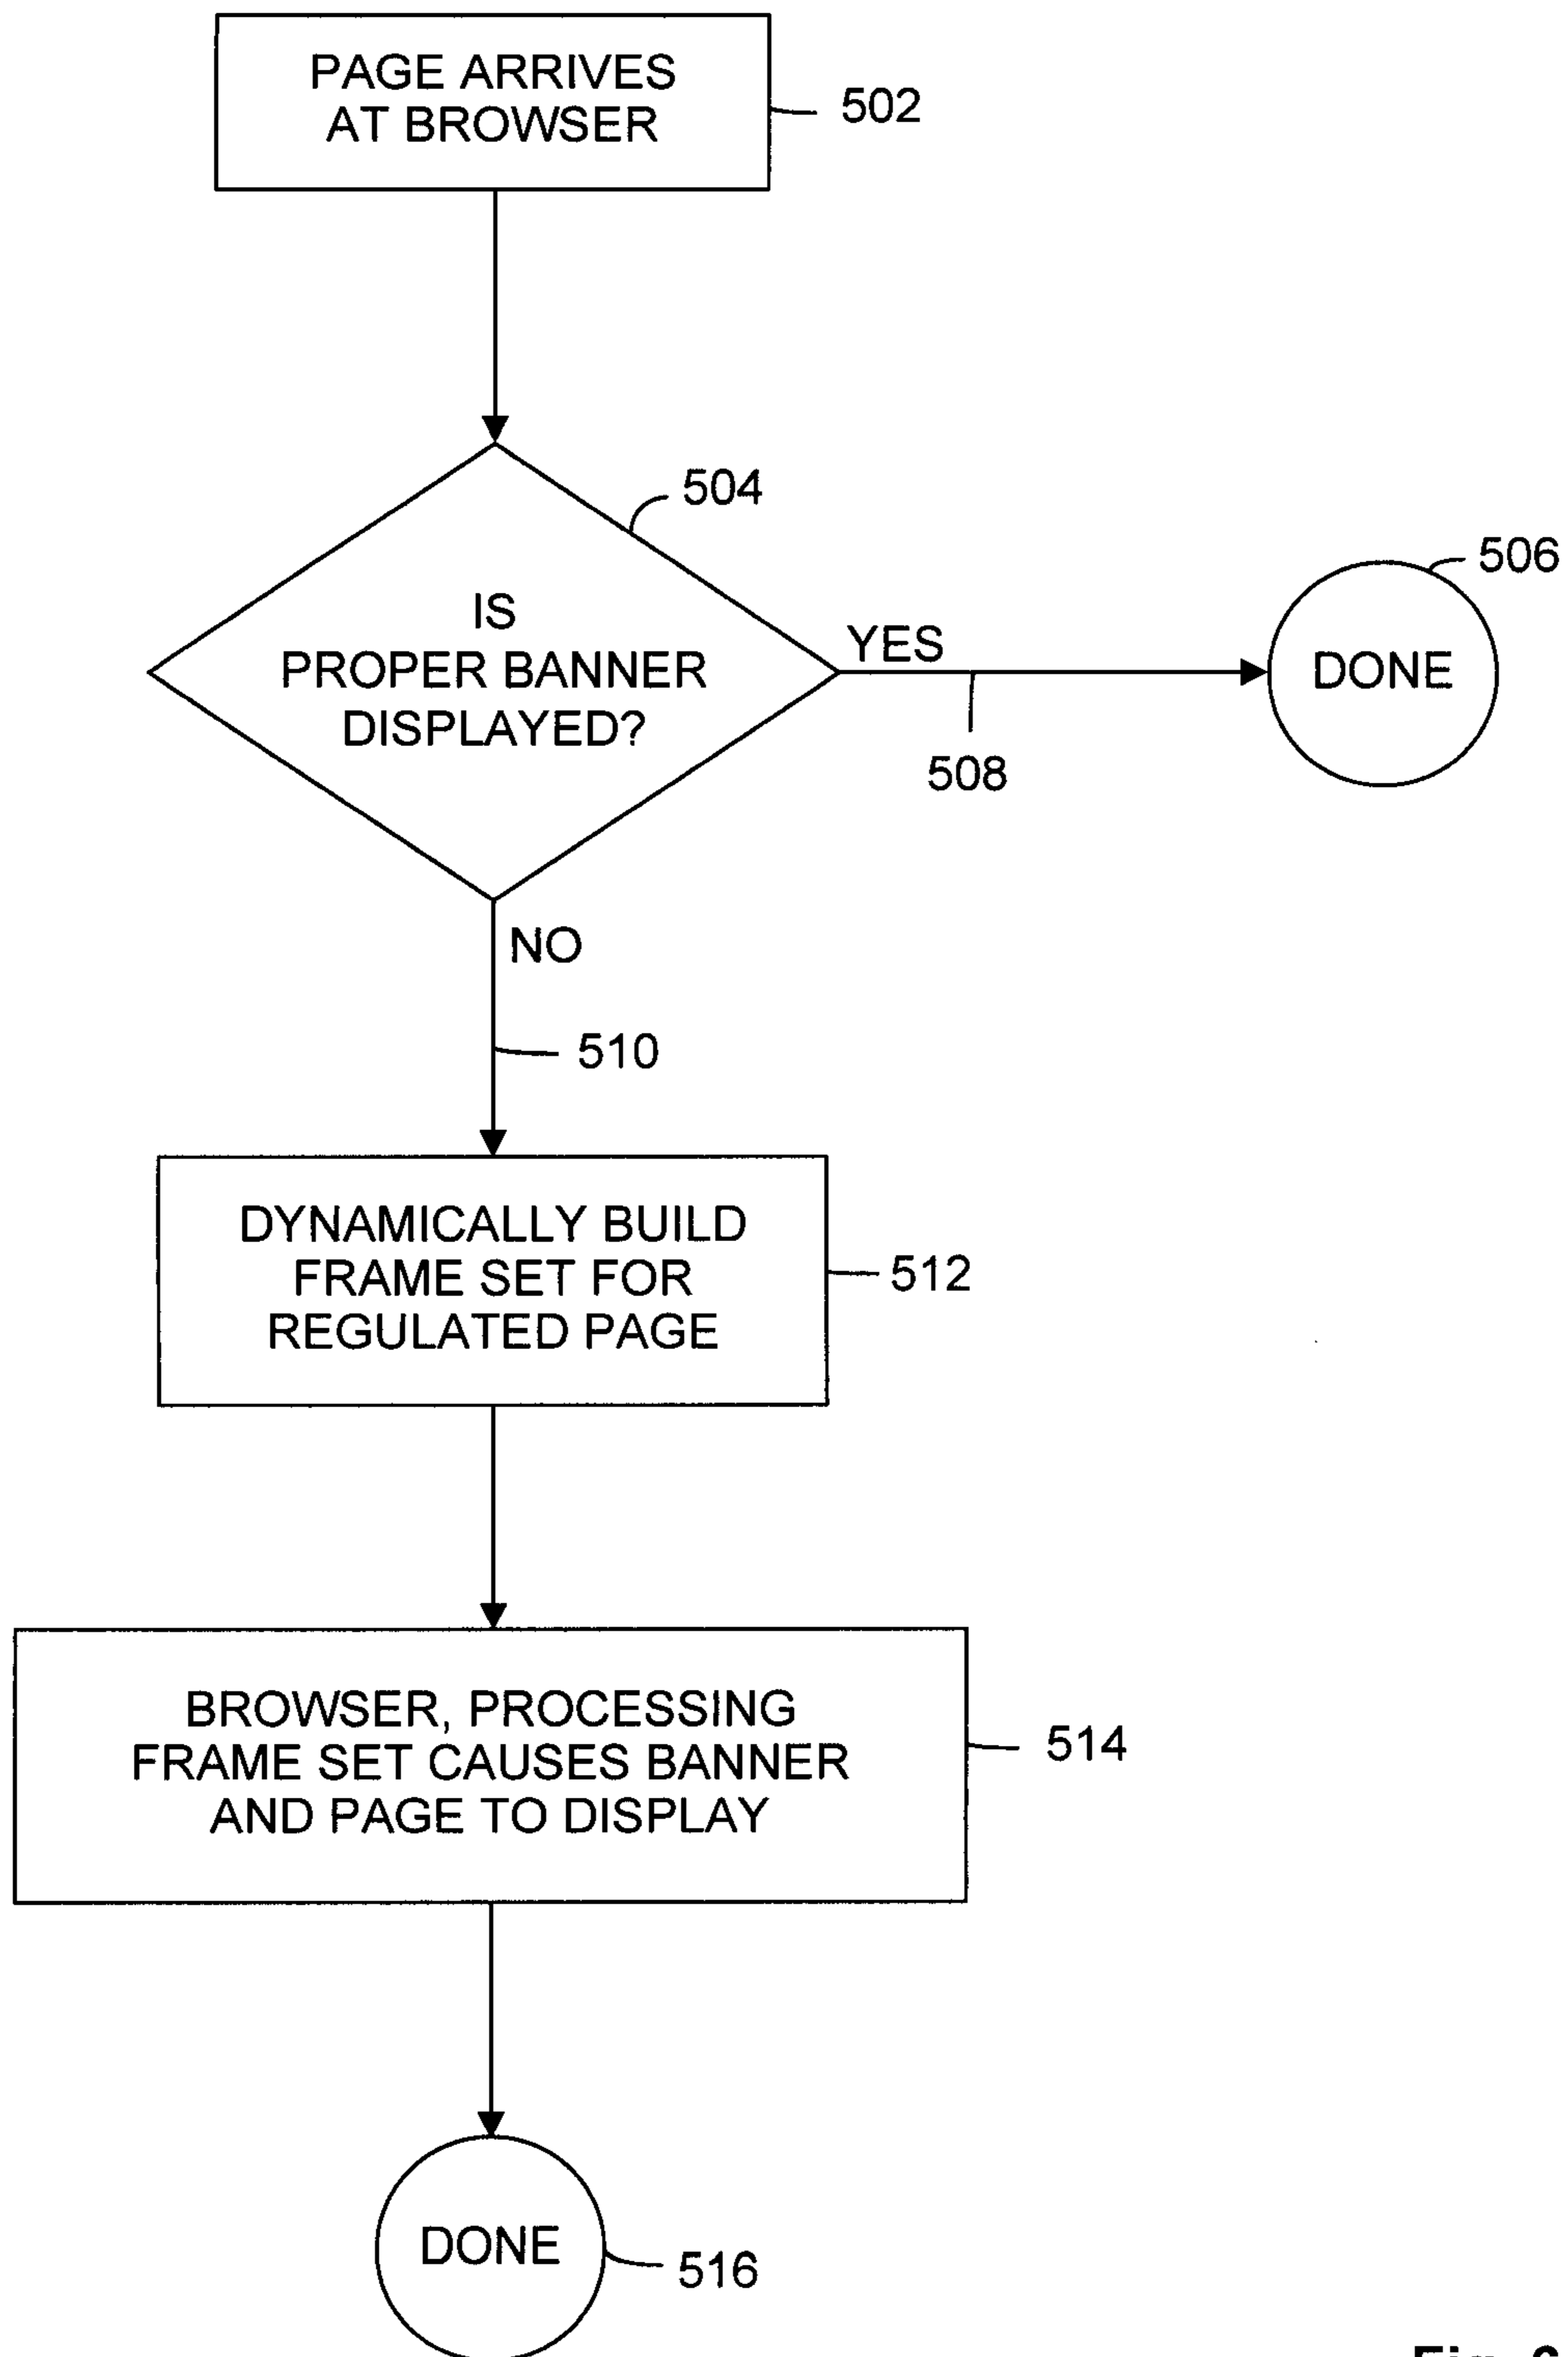 PAGE ARRIVES
AT BROWSER
502
504
506
IS
PROPER BANNER
DISPLAYED?
YES
DONE
508
NO
510
DYNAMICALLY BUILD
FRAME SET FOR
REGULATED PAGE
512
BROWSER, PROCESSING
FRAME SET CAUSES BANNER
AND PAGE TO DISPLAY
514
DONE
516